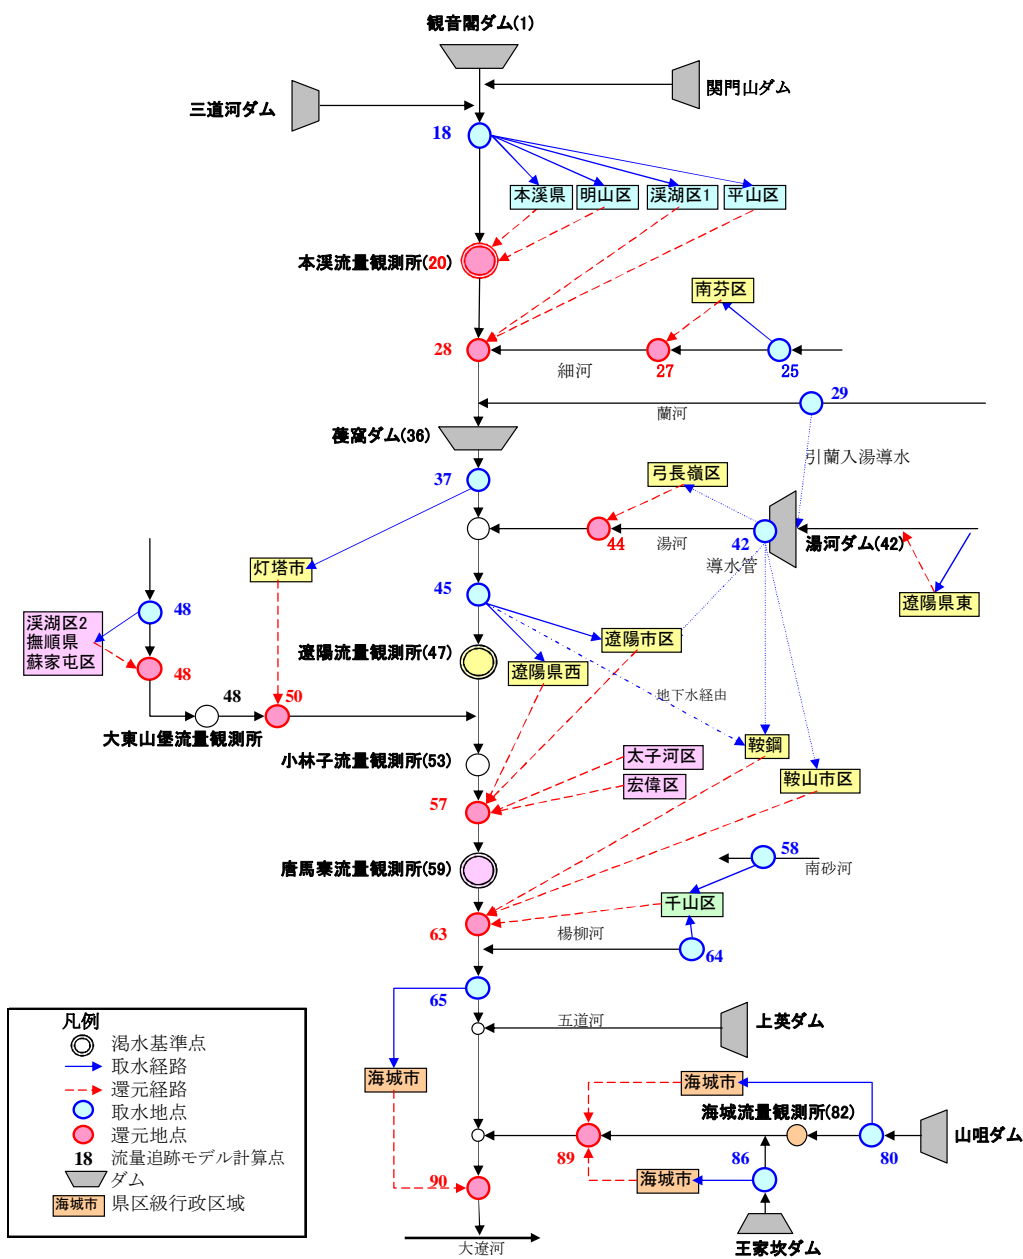 観音閣ダム(1)
関門山ダム
三道河ダム
18
本溪県
明山区
溪湖区1
平山区
本溪流量観測所(20)
南芬区
28
27
25
細河
29
蘭河
葠窩ダム(36)
引蘭入湯導水
弓長嶺区
37
44
湯河
42
湯河ダム(42)
導水管
灯塔市
45
遼陽県東
48
溪湖区2
撫順県
蘇家屯区
遼陽市区
遼陽流量観測所(47)
遼陽県西
48
地下水経由
48
50
大東山堡流量観測所
鞍鋼
小林子流量観測所(53)
太子河区
鞍山市区
宏偉区
57
58
唐馬寨流量観測所(59)
南砂河
千山区
63
楊柳河
64
65
五道河
上英ダム
凡例
渇水基準点
取水経路
還元経路
取水地点
還元地点
18 流量追跡モデル計算点
ダム
海城市 県区級行政区域
海城市
海城市
海城流量観測所(82)
山咀ダム
89
86
80
海城市
90
王家坎ダム
大遼河